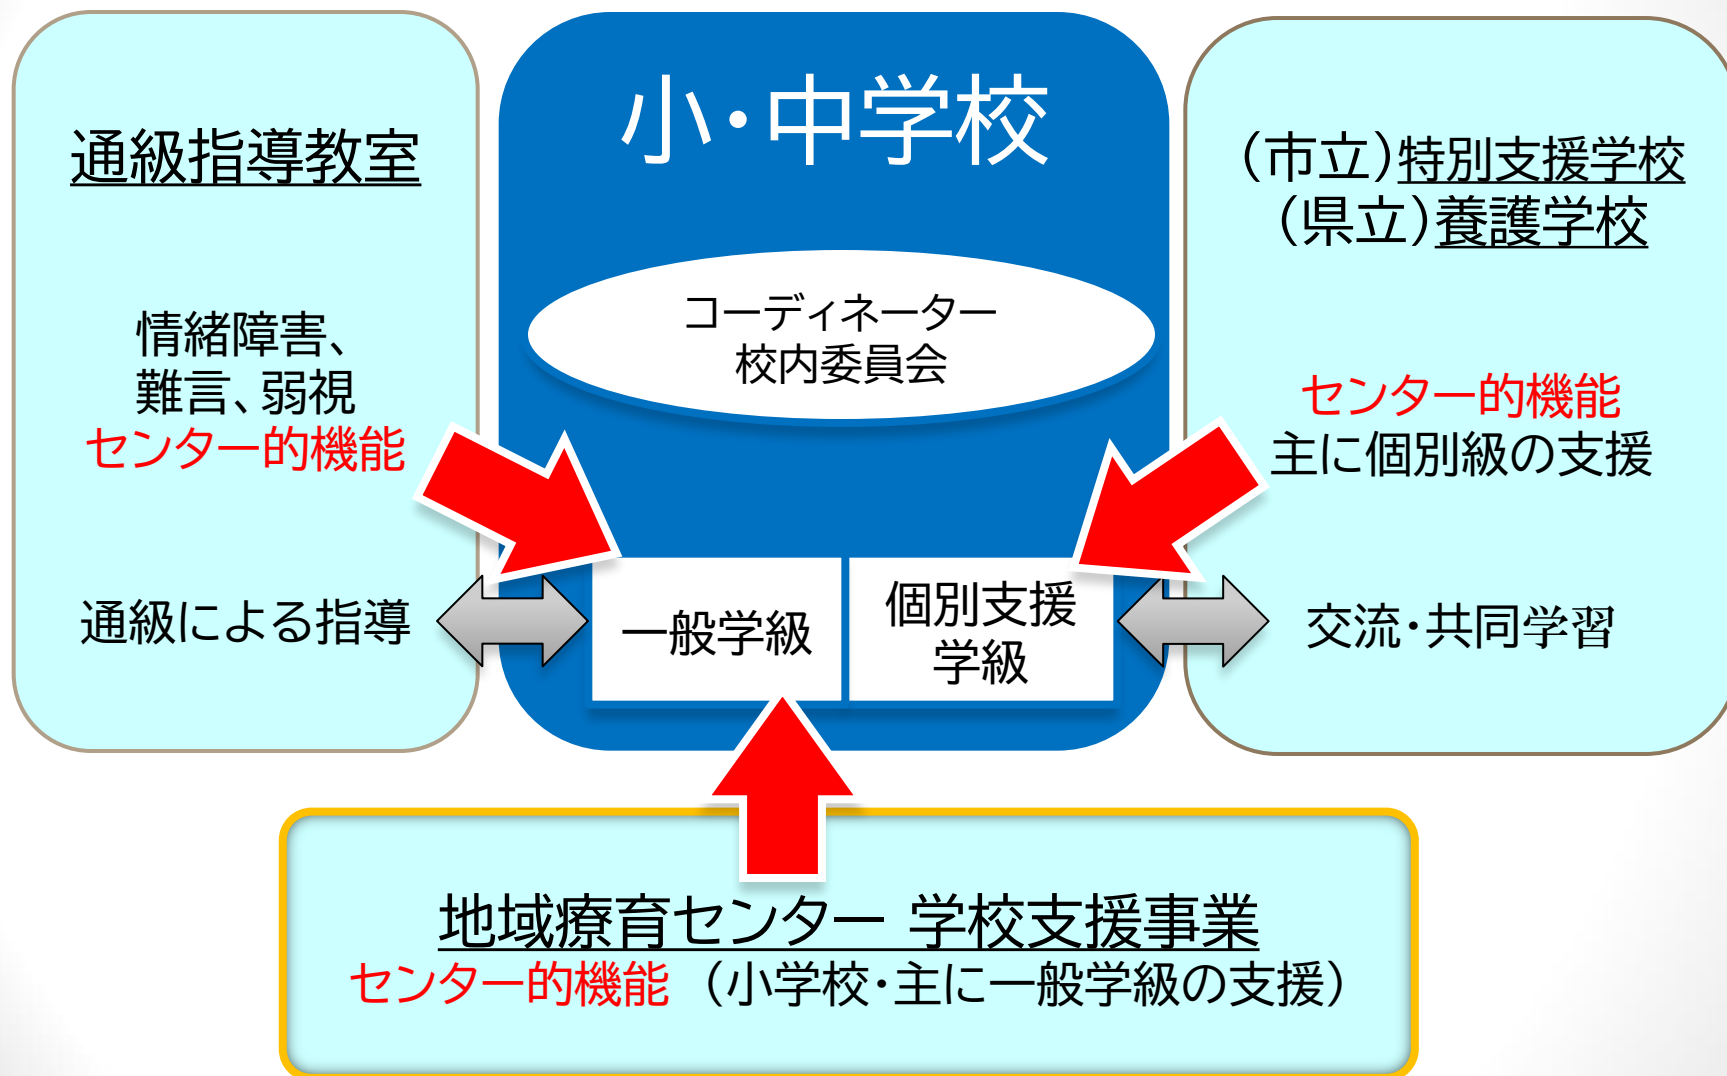 通級指導教室
情緒障害、
難言、弱視
センター的機能
通級による指導
小・中学校
コーディネーター
校内委員会
一般学級
個別支援
学級
（市立）特別支援学校
（県立）養護学校
センター的機能
主に個別級の支援
交流・共同学習
地域療育センター 学校支援事業
センター的機能 （小学校・主に一般学級の支援）